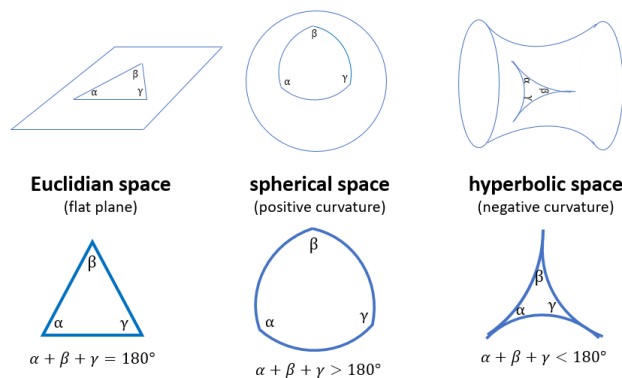 β
α γ
β
α γ
α
β
γ
Euclidian space
(flat plane)
spherical space
(positive curvature)
hyperbolic space
(negative curvature)
β
α γ
α + β + γ = 180°
β
α γ
α + β + γ > 180°
β
α γ
α + β + γ < 180°